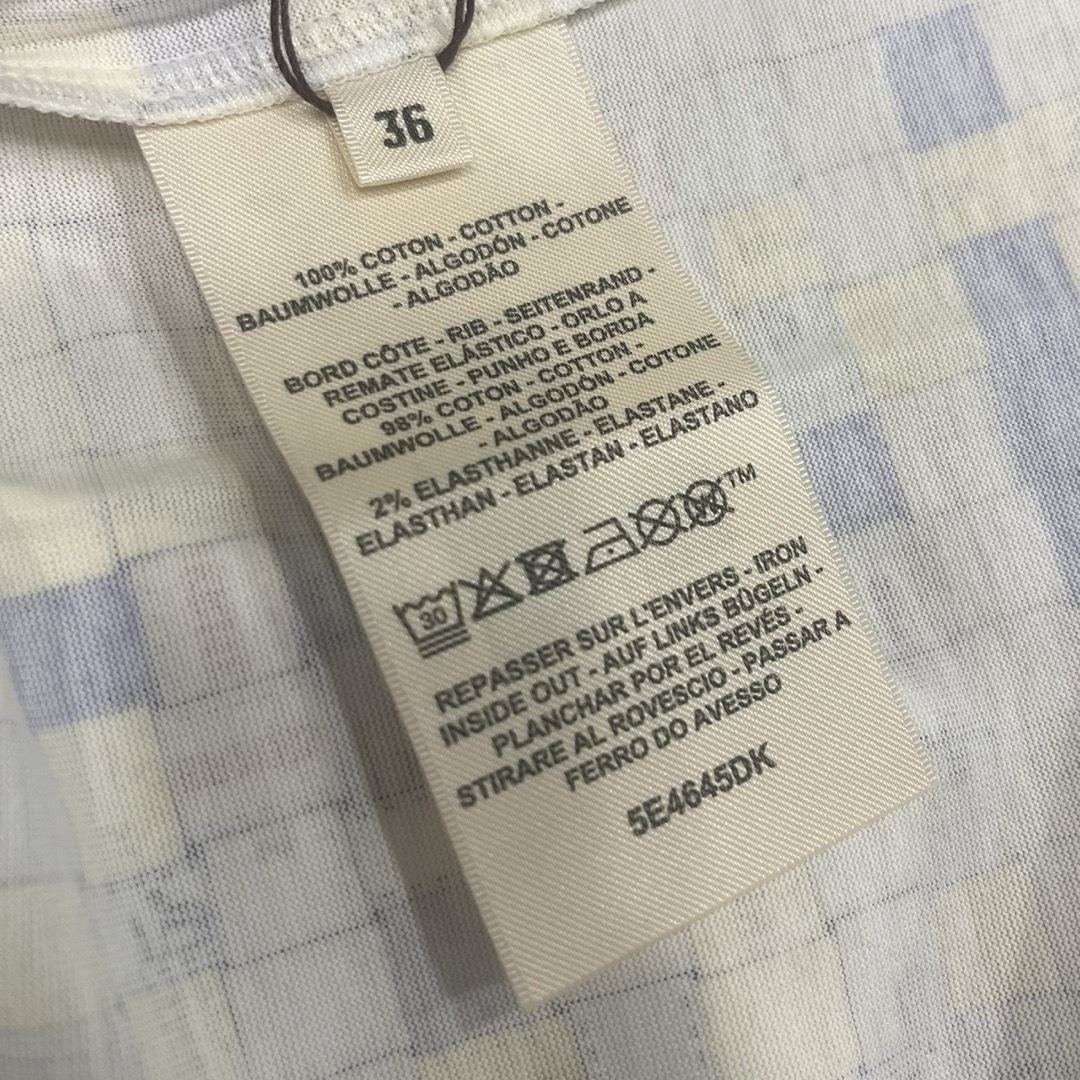 36
100% COTON - COTTON -
BAUMWOLLE - ALGODÓN - COTONE
- ALGODÃO
BORD CÔTE - RIB - SEITENRAND -
REMATE ELÁSTICO - ORLO A
COSTINE - PUNHO E BORDA
98% COTON - COTTON -
BAUMWOLLE - ALGODÓN - COTONE
- ALGODÃO
2% ELASTHANNE - ELASTANE -
ELASTHAN - ELASTAN - ELASTANO
30 W TM
REPASSER SUR L'ENVERS - IRON
INSIDE OUT - AUF LINKS BÜGELN -
PLANCHAR POR EL REVÉS -
STIRARE AL ROVESCIO - PASSAR A
FERRO DO AVESSO
5E4645DK